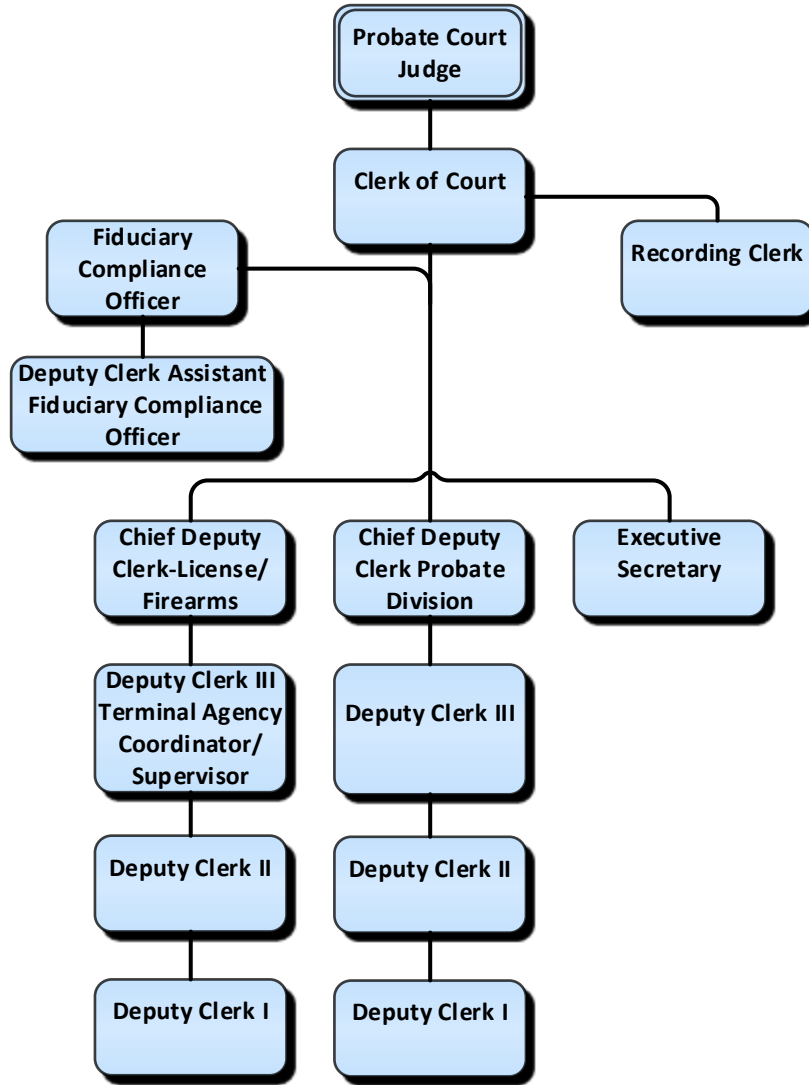 Probate Court
Judge
Clerk of Court
Fiduciary
Compliance
Officer
Recording Clerk
Deputy Clerk Assistant
Fiduciary Compliance
Officer
Chief Deputy
Clerk-License/
Firearms
Chief Deputy
Clerk Probate
Division
Executive
Secretary
Deputy Clerk III
Terminal Agency
Coordinator/
Supervisor
Deputy Clerk III
Deputy Clerk II
Deputy Clerk II
Deputy Clerk I
Deputy Clerk I